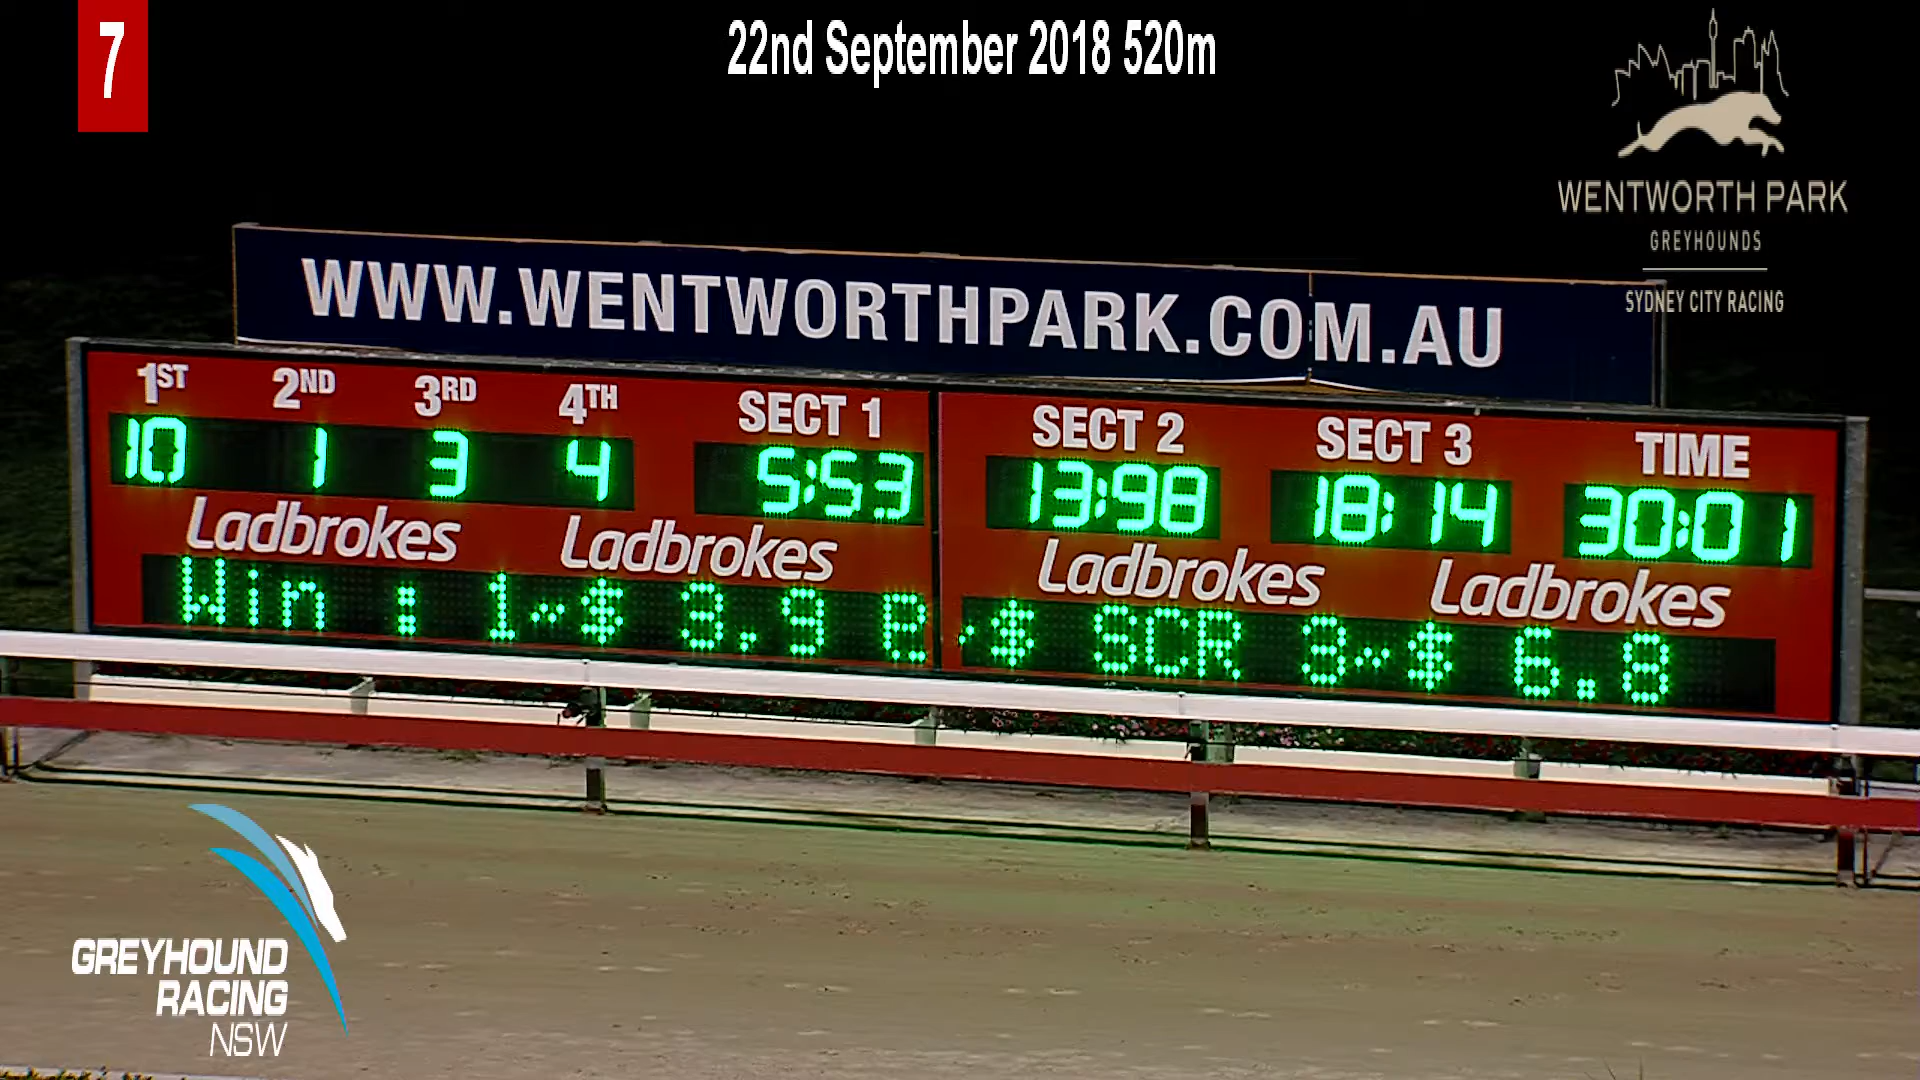 7
22nd September 2018 520m
WENTWORTH PARK
GREYHOUNDS
SYDNEY CITY RACING
WWW.WENTWORTHPARK.COM.AU
1ST 2ND 3RD 4TH SECT 1 SECT 2 SECT 3 TIME
10 1 3 4 5:53 13:98 18:14 30:01
Ladbrokes Ladbrokes Ladbrokes Ladbrokes
Win : 1~$ 3.9 2~$ SCR 3~$ 6.8
GREYHOUND
RACING
NSW